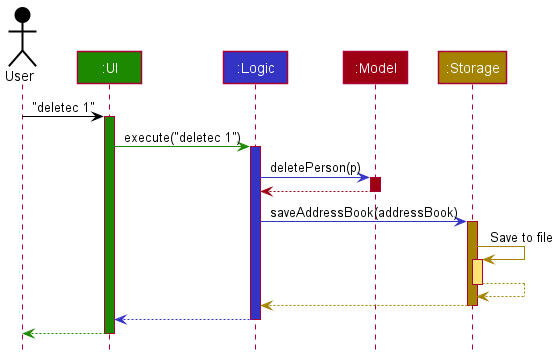 User
:UI
:Logic
:Model
:Storage
"deletec 1"
execute("deletec 1")
deletePerson(p)
saveAddressBook(addressBook)
Save to file